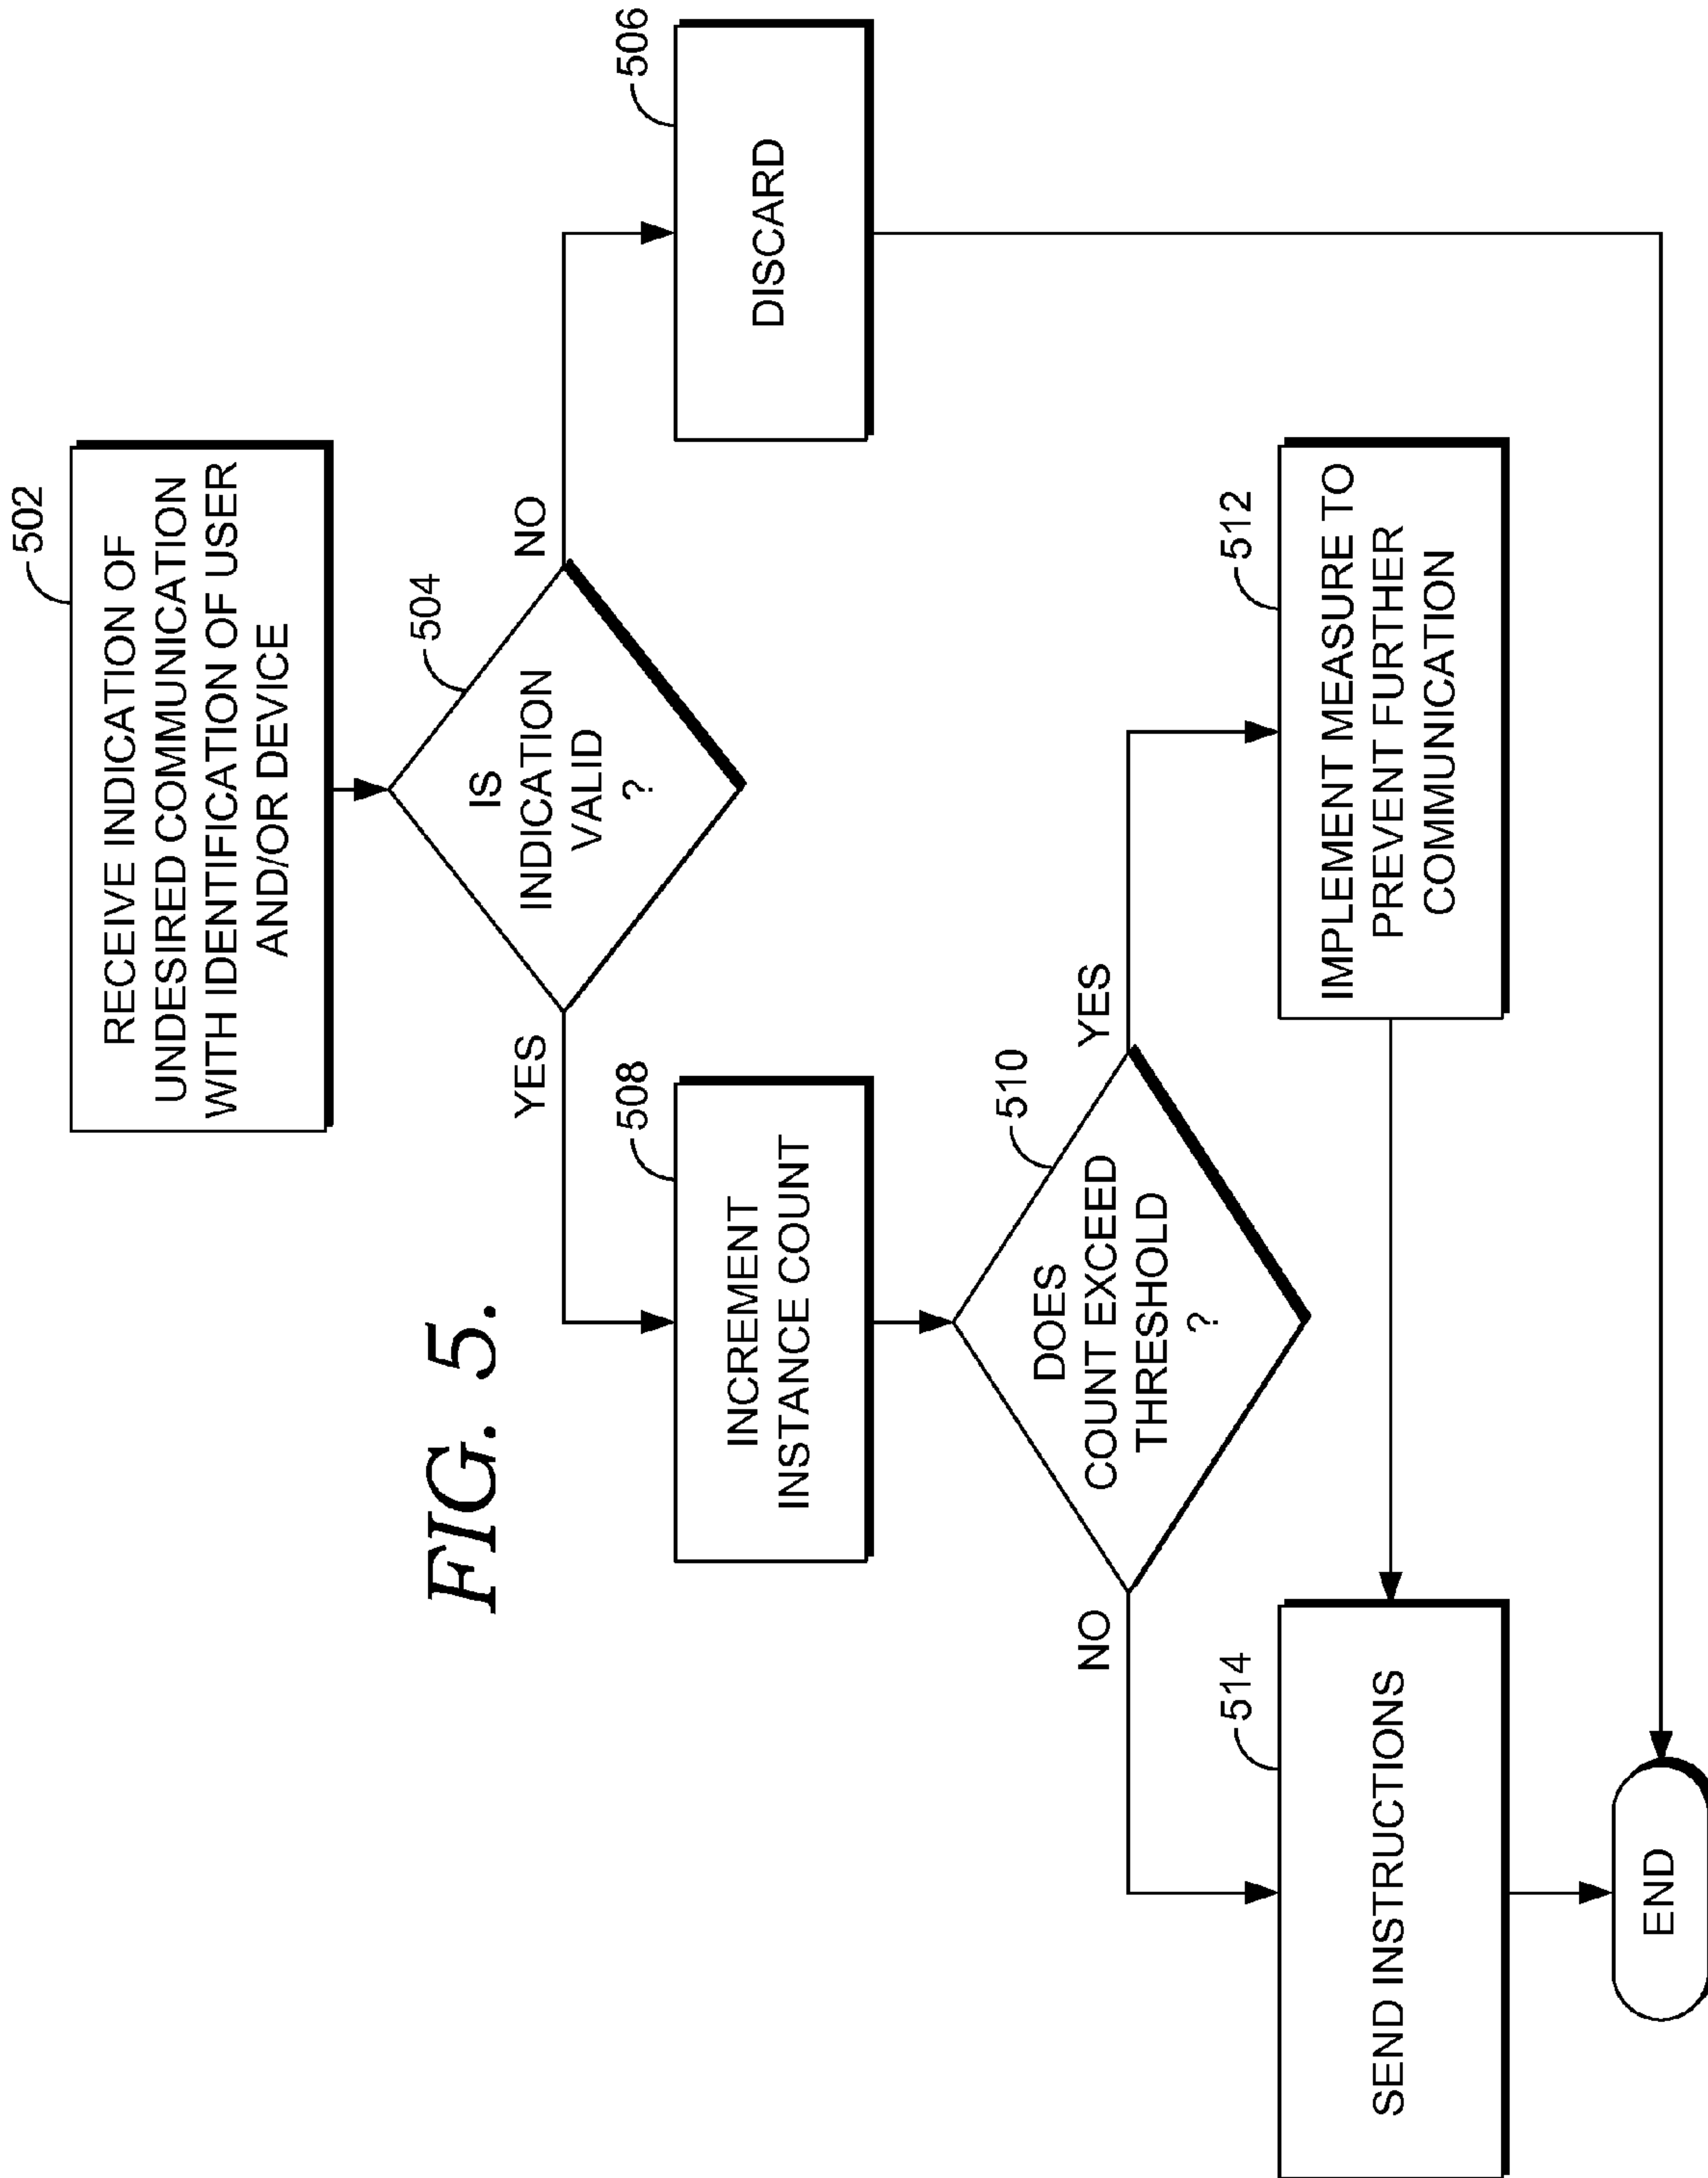 502
RECEIVE INDICATION OF
UNDESIRED COMMUNICATION
WITH IDENTIFICATION OF USER
AND/OR DEVICE
504
IS
INDICATION
VALID
?
YES
NO
506
DISCARD
508
INCREMENT
INSTANCE COUNT
FIG. 5.
510
DOES
COUNT EXCEED
THRESHOLD
?
NO
YES
512
IMPLEMENT MEASURE TO
PREVENT FURTHER
COMMUNICATION
514
SEND INSTRUCTIONS
END